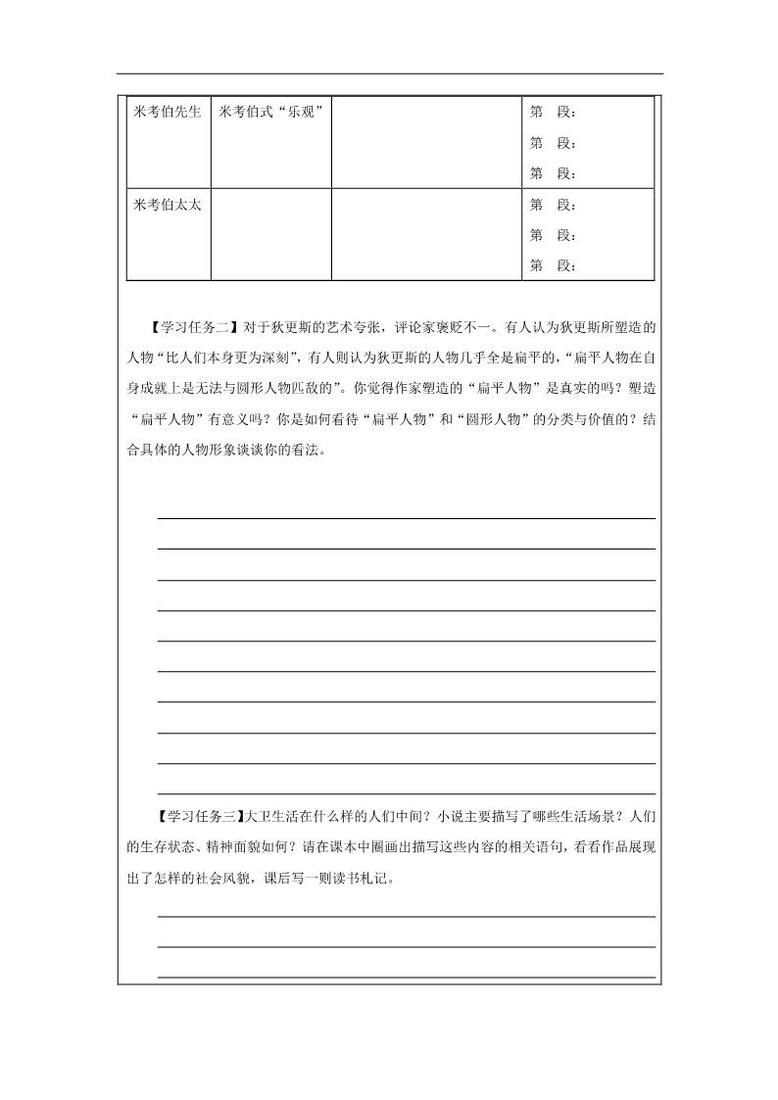 米考伯先生 米考伯式“乐观” 第 段：
第 段：
第 段：
米考伯太太 第 段：
第 段：
第 段：
【学习任务二】对于狄更斯的艺术夸张，评论家褒贬不一。有人认为狄更斯所塑造的
人物“比人们本身更为深刻”，有人则认为狄更斯的人物几乎全是扁平的，“扁平人物在自
身成就上是无法与圆形人物匹敌的”。你觉得作家塑造的“扁平人物”是真实的吗？塑造
“扁平人物”有意义吗？你是如何看待“扁平人物”和“圆形人物”的分类与价值的？结
合具体的人物形象谈谈你的看法。
【学习任务三】大卫生活在什么样的人们中间？小说主要描写了哪些生活场景？人们
的生存状态、精神面貌如何？请在课本中圈画出描写这些内容的相关语句，看看作品展现
出了怎样的社会风貌，课后写一则读书札记。